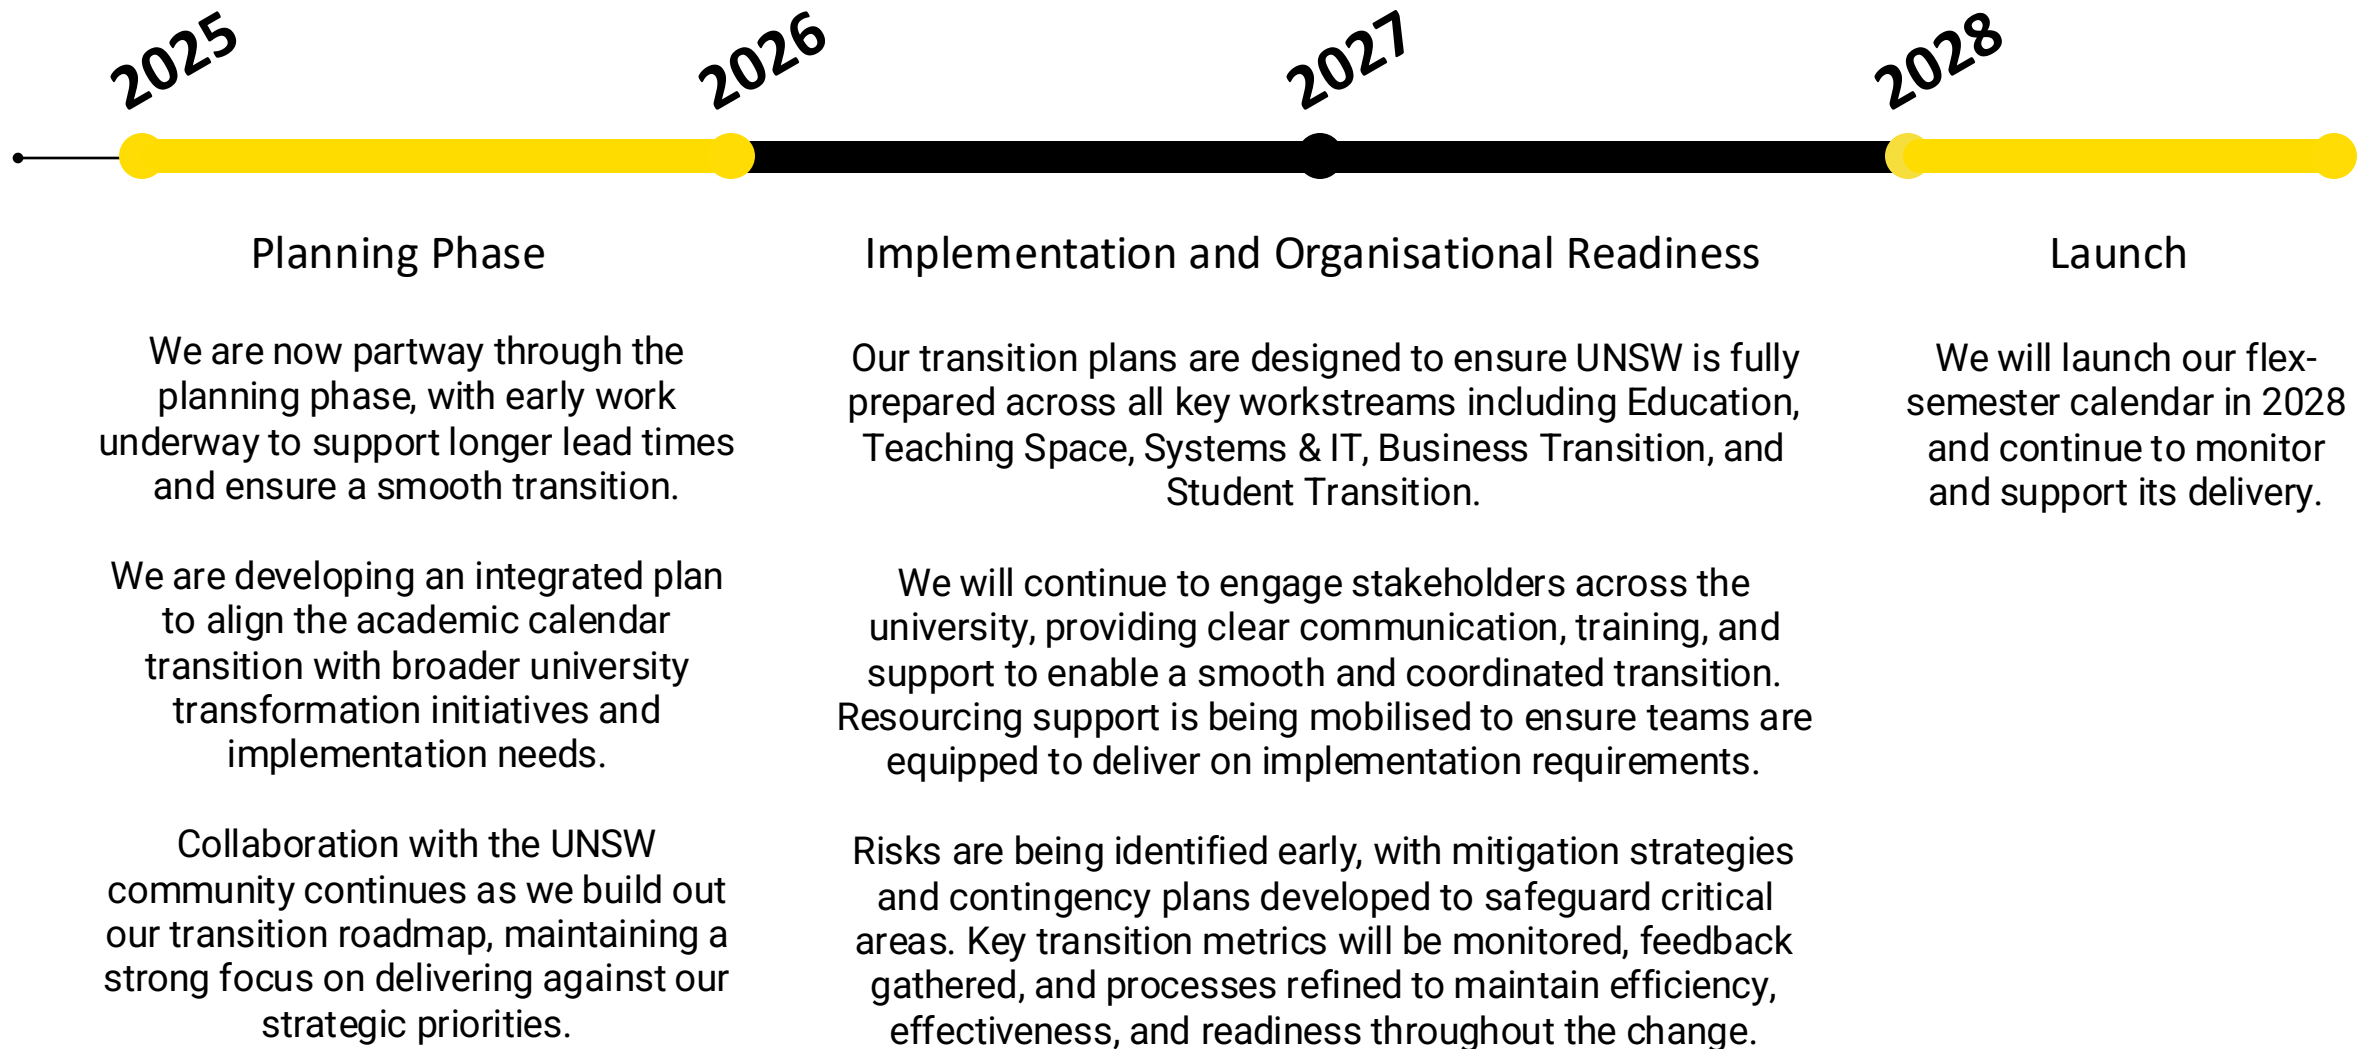 2025
2026
2027
2028
Planning Phase
We are now partway through the
planning phase, with early work
underway to support longer lead times
and ensure a smooth transition.
We are developing an integrated plan
to align the academic calendar
transition with broader university
transformation initiatives and
implementation needs.
Collaboration with the UNSW
community continues as we build out
our transition roadmap, maintaining a
strong focus on delivering against our
strategic priorities.
Implementation and Organisational Readiness
Our transition plans are designed to ensure UNSW is fully
prepared across all key workstreams including Education,
Teaching Space, Systems & IT, Business Transition, and
Student Transition.
We will continue to engage stakeholders across the
university, providing clear communication, training, and
support to enable a smooth and coordinated transition.
Resourcing support is being mobilised to ensure teams are
equipped to deliver on implementation requirements.
Risks are being identified early, with mitigation strategies
and contingency plans developed to safeguard critical
areas. Key transition metrics will be monitored, feedback
gathered, and processes refined to maintain efficiency,
effectiveness, and readiness throughout the change.
Launch
We will launch our flex-
semester calendar in 2028
and continue to monitor
and support its delivery.